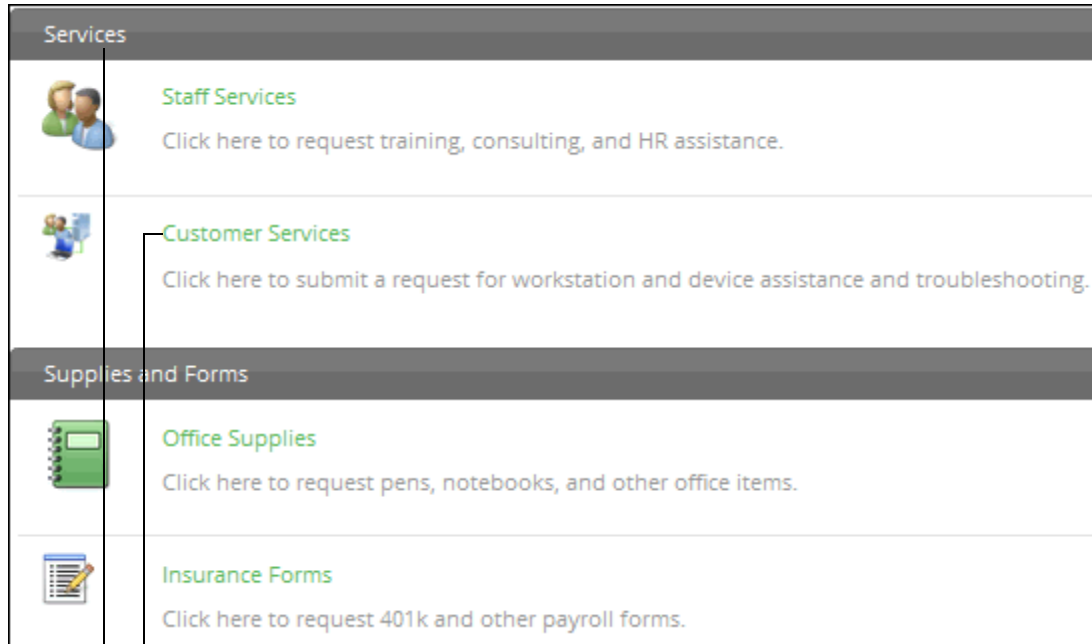 Services
Staff Services
Click here to request training, consulting, and HR assistance.
Customer Services
Click here to submit a request for workstation and device assistance and troubleshooting.
Supplies and Forms
Office Supplies
Click here to request pens, notebooks, and other office items.
Insurance Forms
Click here to request 401k and other payroll forms.